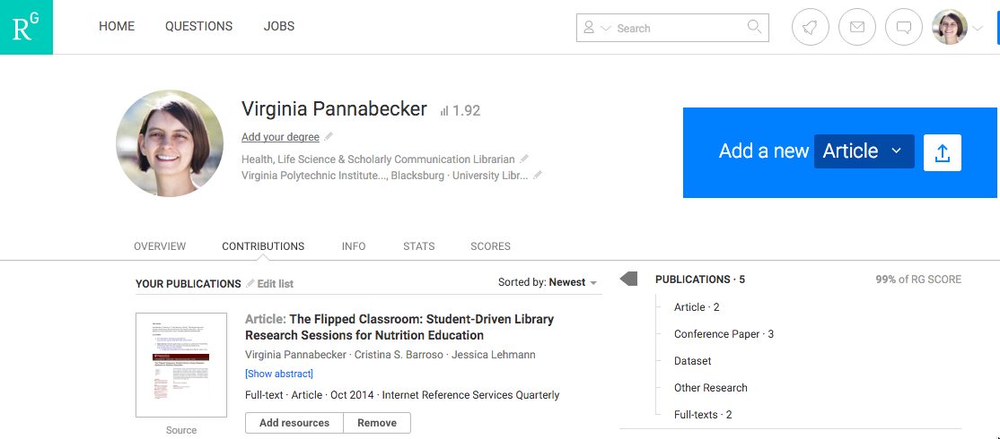 RG
HOME QUESTIONS JOBS
Search
Virginia Pannabecker 1.92
Add your degree
Health, Life Science & Scholarly Communication Librarian
Virginia Polytechnic Institute..., Blacksburg · University Libr...
Add a new Article
OVERVIEW CONTRIBUTIONS INFO STATS SCORES
YOUR PUBLICATIONS Edit list
Sorted by: Newest
Article: The Flipped Classroom: Student-Driven Library
Research Sessions for Nutrition Education
Virginia Pannabecker · Cristina S. Barroso · Jessica Lehmann
[Show abstract]
Full-text · Article · Oct 2014 · Internet Reference Services Quarterly
Add resources Remove
Source
PUBLICATIONS · 5 99% of RG SCORE
Article · 2
Conference Paper · 3
Dataset
Other Research
Full-texts · 2